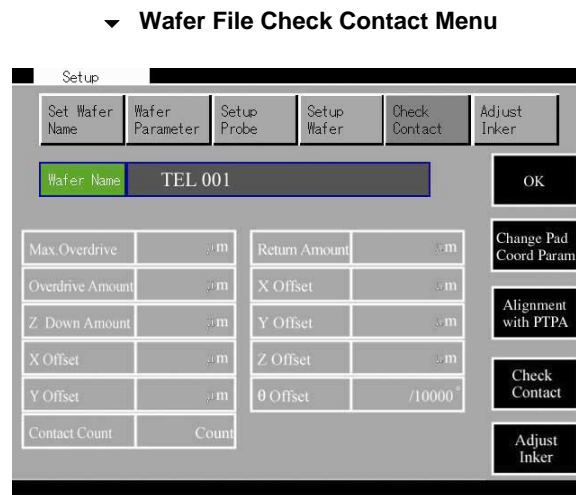 Wafer File Check Contact Menu
Setup
Set Wafer Name
Wafer Parameter
Setup Probe
Setup Wafer
Check Contact
Adjust Inker
Wafer Name TEL 001
OK
Max.Overdrive μm
Return Amount μm
Change Pad
Coord Param
Overdrive Amount μm
X Offset μm
Z Down Amount μm
Y Offset μm
Alignment
with PTPA
X Offset μm
Z Offset μm
Y Offset μm
θ Offset /10000°
Check
Contact
Contact Count Count
Adjust
Inker